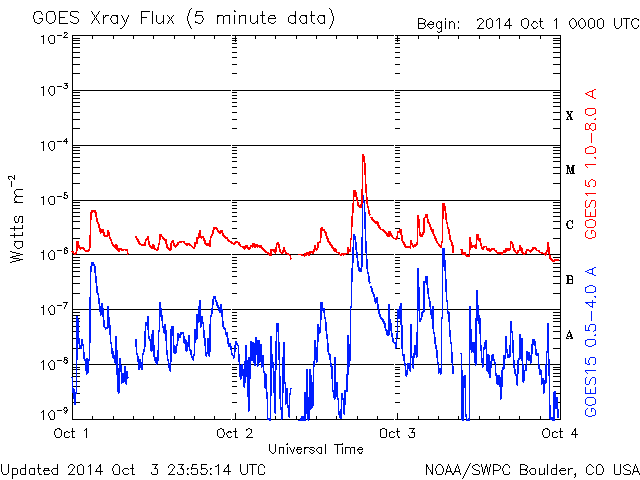 GOES Xray Flux (5 minute data)
Begin: 2014 Oct 1 0000 UTC
10-2
10-3
10-4
10-5
10-6
10-7
10-8
10-9
Watts m-2
X
M
C
B
A
GOES15 1.0-8.0 A
GOES15 0.5-4.0 A
Oct 1 Oct 2 Oct 3 Oct 4
Universal Time
Updated 2014 Oct 3 23:55:14 UTC
NOAA/SWPC Boulder, CO USA